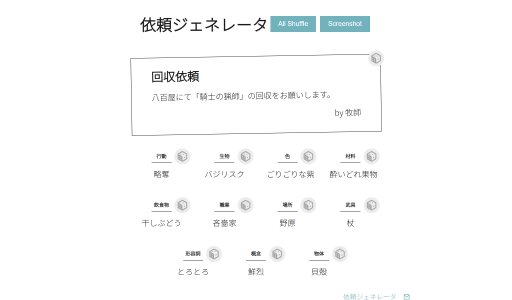 依頼ジェネレータ
All Shuffle
Screenshot
回収依頼
八百屋にて「騎士の猟師」の回収をお願いします。
by 牧師
行動 生物 色 材料
略奪 バジリスク ごりごりな紫 酔いどれ果物
飲食物 職業 場所 武具
干しぶどう 吝嗇家 野原 杖
形容詞 概念 物体
とろとろ 鮮烈 貝殻
依頼ジェネレータ